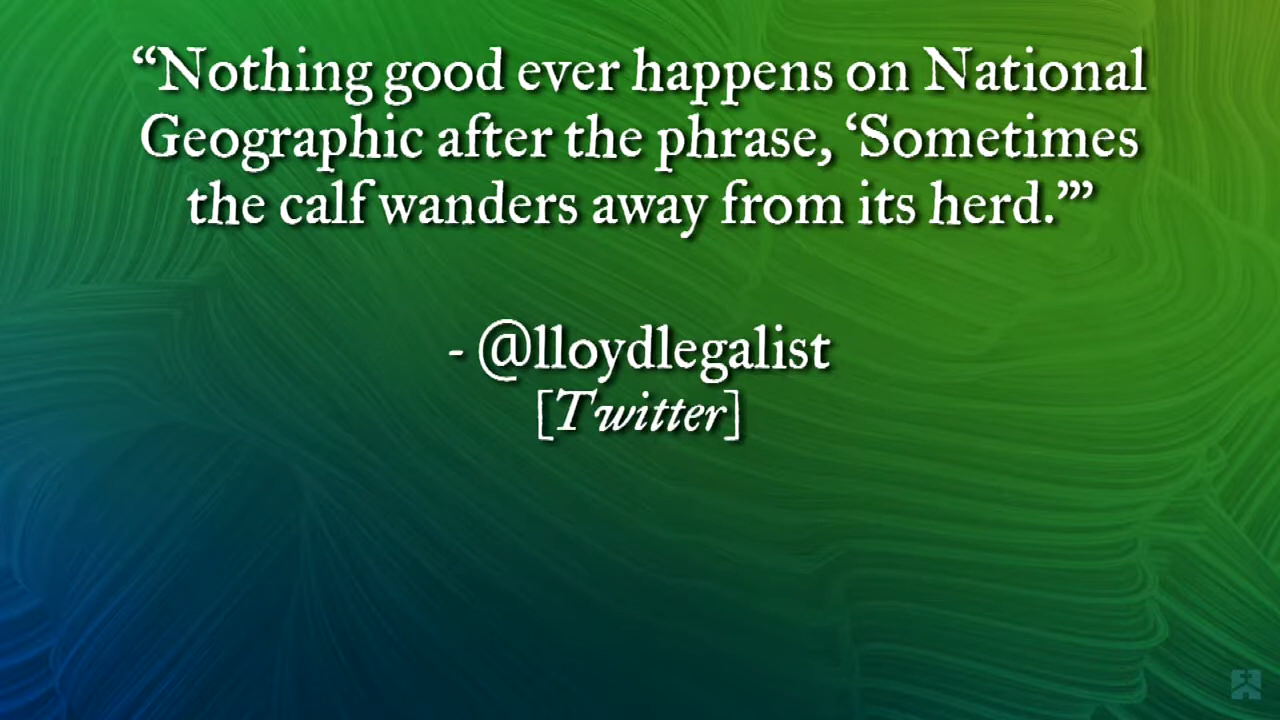 “Nothing good ever happens on National
Geographic after the phrase, ‘Sometimes
the calf wanders away from its herd.’”
- @lloydlegalist
[Twitter]